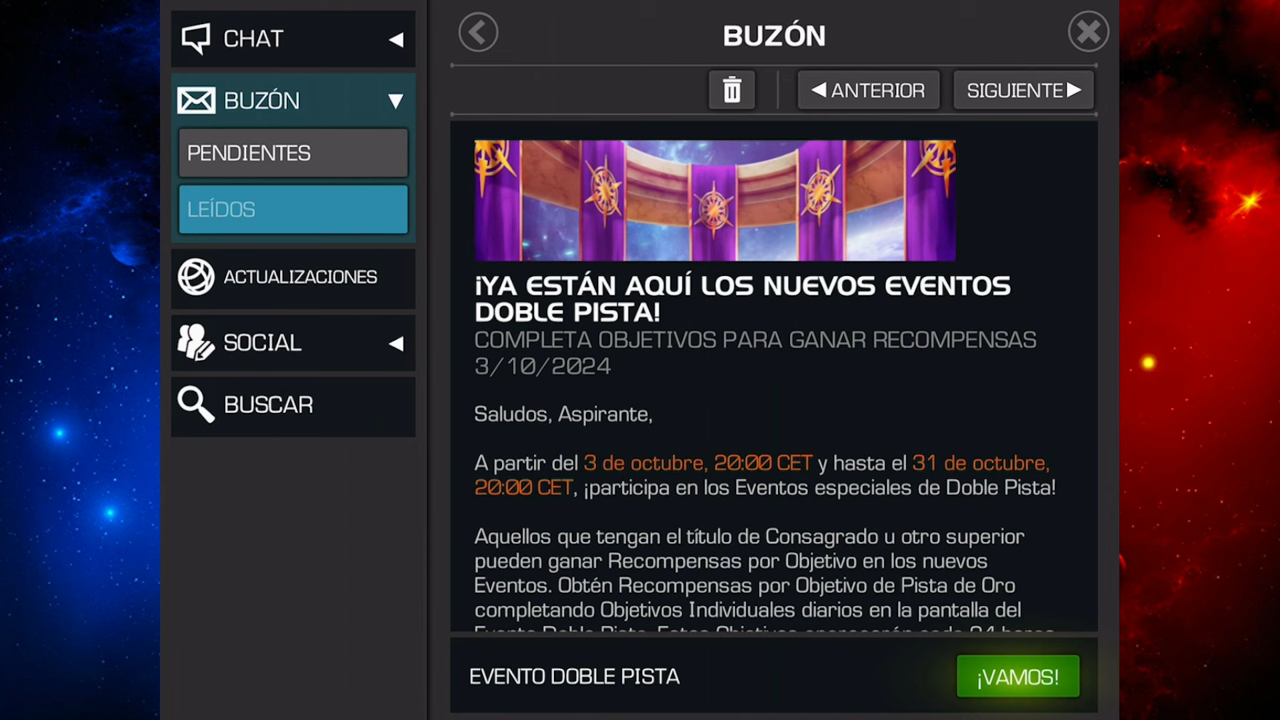 CHAT
BUZÓN
PENDIENTES
LEÍDOS
ACTUALIZACIONES
SOCIAL
BUSCAR
BUZÓN
ANTERIOR
SIGUIENTE
¡YA ESTÁN AQUÍ LOS NUEVOS EVENTOS
DOBLE PISTA!
COMPLETA OBJETIVOS PARA GANAR RECOMPENSAS
3/10/2024
Saludos, Aspirante,
A partir del 3 de octubre, 20:00 CET y hasta el 31 de octubre,
20:00 CET, ¡participa en los Eventos especiales de Doble Pista!
Aquellos que tengan el título de Consagrado u otro superior
pueden ganar Recompensas por Objetivo en los nuevos
Eventos. Obtén Recompensas por Objetivo de Pista de Oro
completando Objetivos Individuales diarios en la pantalla del
EVENTO DOBLE PISTA
¡VAMOS!